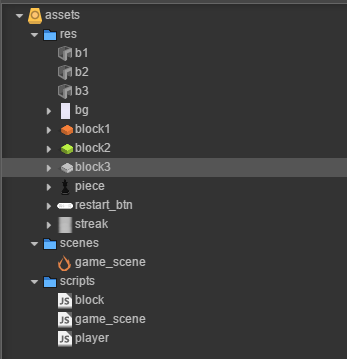 assets
res
b1
b2
b3
bg
block1
block2
block3
piece
restart_btn
streak
scenes
game_scene
scripts
JS block
JS game_scene
JS player